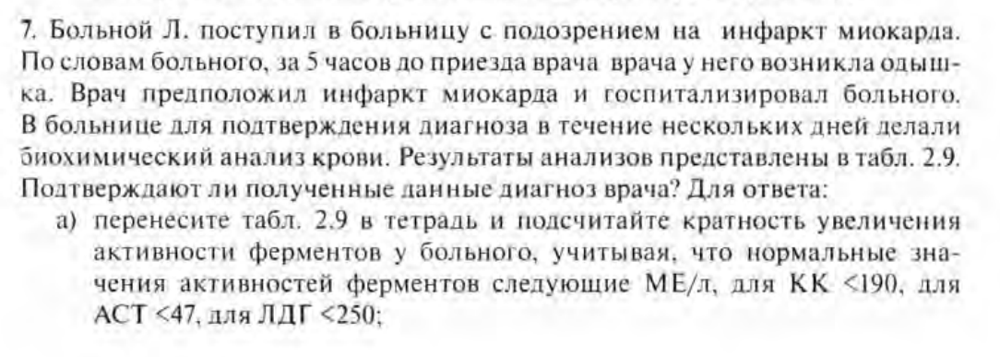 7. Больной Л. поступил в больницу с подозрением на инфаркт миокарда.
По словам больного, за 5 часов до приезда врача врача у него возникла одыш-
ка. Врач предположил инфаркт миокарда и госпитализировал больного.
В больнице для подтверждения диагноза в течение нескольких дней делали
биохимический анализ крови. Результаты анализов представлены в табл. 2.9.
Подтверждают ли полученные данные диагноз врача? Для ответа:
а) перенесите табл. 2.9 в тетрадь и подсчитайте кратность увеличения
активности ферментов у больного, учитывая, что нормальные зна-
чения активностей ферментов следующие МЕ/л, для КК <190, для
АСТ <47, для ЛДГ <250;